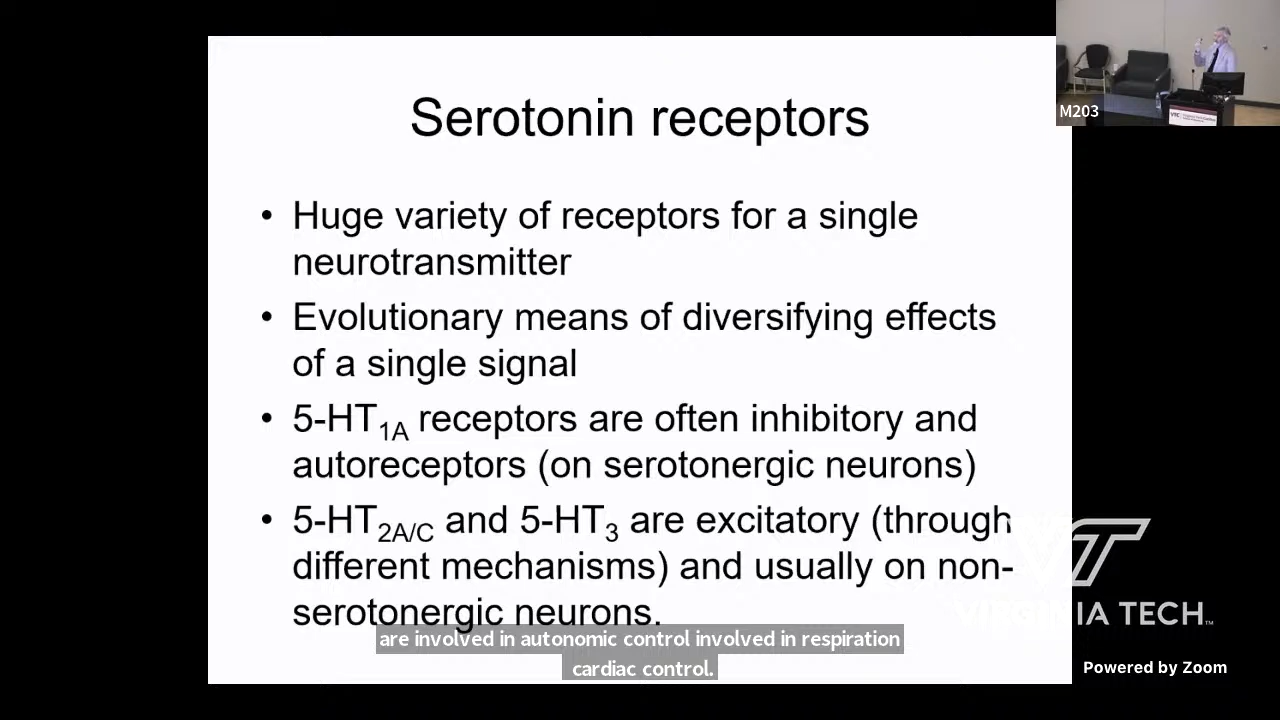 Serotonin receptors
• Huge variety of receptors for a single
neurotransmitter
• Evolutionary means of diversifying effects
of a single signal
• 5-HT1A receptors are often inhibitory and
autoreceptors (on serotonergic neurons)
• 5-HT2A/C and 5-HT3 are excitatory (through
different mechanisms) and usually on non-
serotonergic neurons.
are involved in autonomic control involved in respiration
cardiac control.
M203
VTC
VT
VIRGINIA TECH™
Powered by Zoom